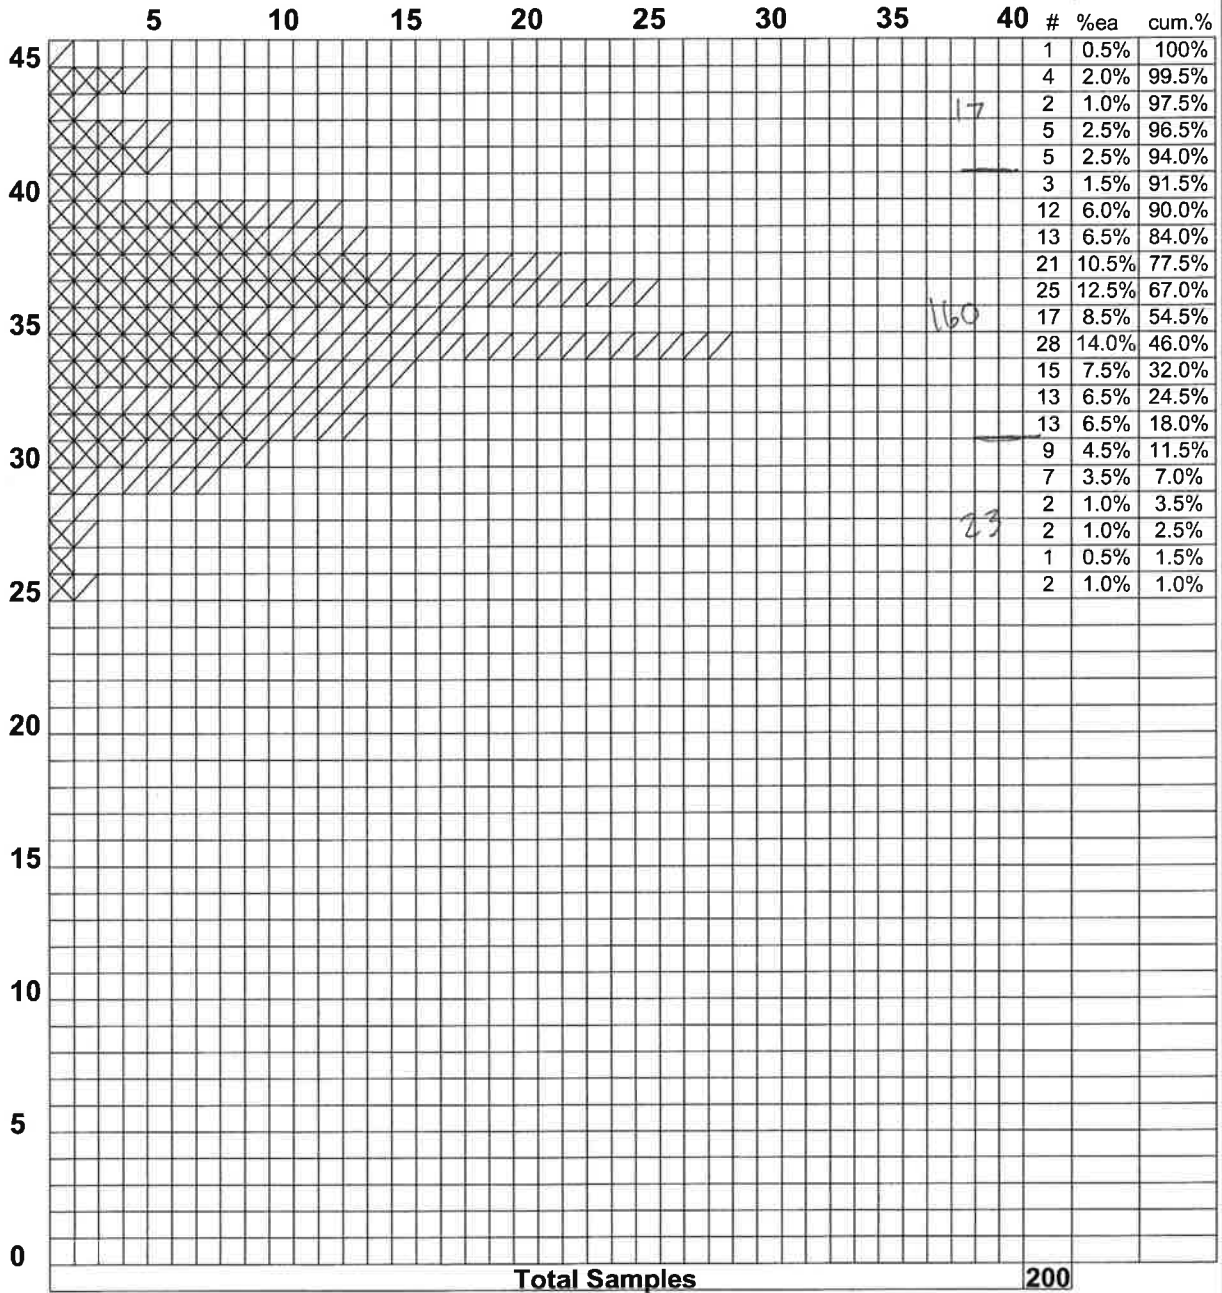 5 10 15 20 25 30 35 40 # %ea cum.%
45 1 0.5% 100%
4 2.0% 99.5%
17 2 1.0% 97.5%
5 2.5% 96.5%
5 2.5% 94.0%
40 3 1.5% 91.5%
12 6.0% 90.0%
13 6.5% 84.0%
21 10.5% 77.5%
25 12.5% 67.0%
35 160 17 8.5% 54.5%
28 14.0% 46.0%
15 7.5% 32.0%
13 6.5% 24.5%
13 6.5% 18.0%
30 9 4.5% 11.5%
7 3.5% 7.0%
2 1.0% 3.5%
23 2 1.0% 2.5%
1 0.5% 1.5%
25 2 1.0% 1.0%
20
15
10
5
0
Total Samples 200